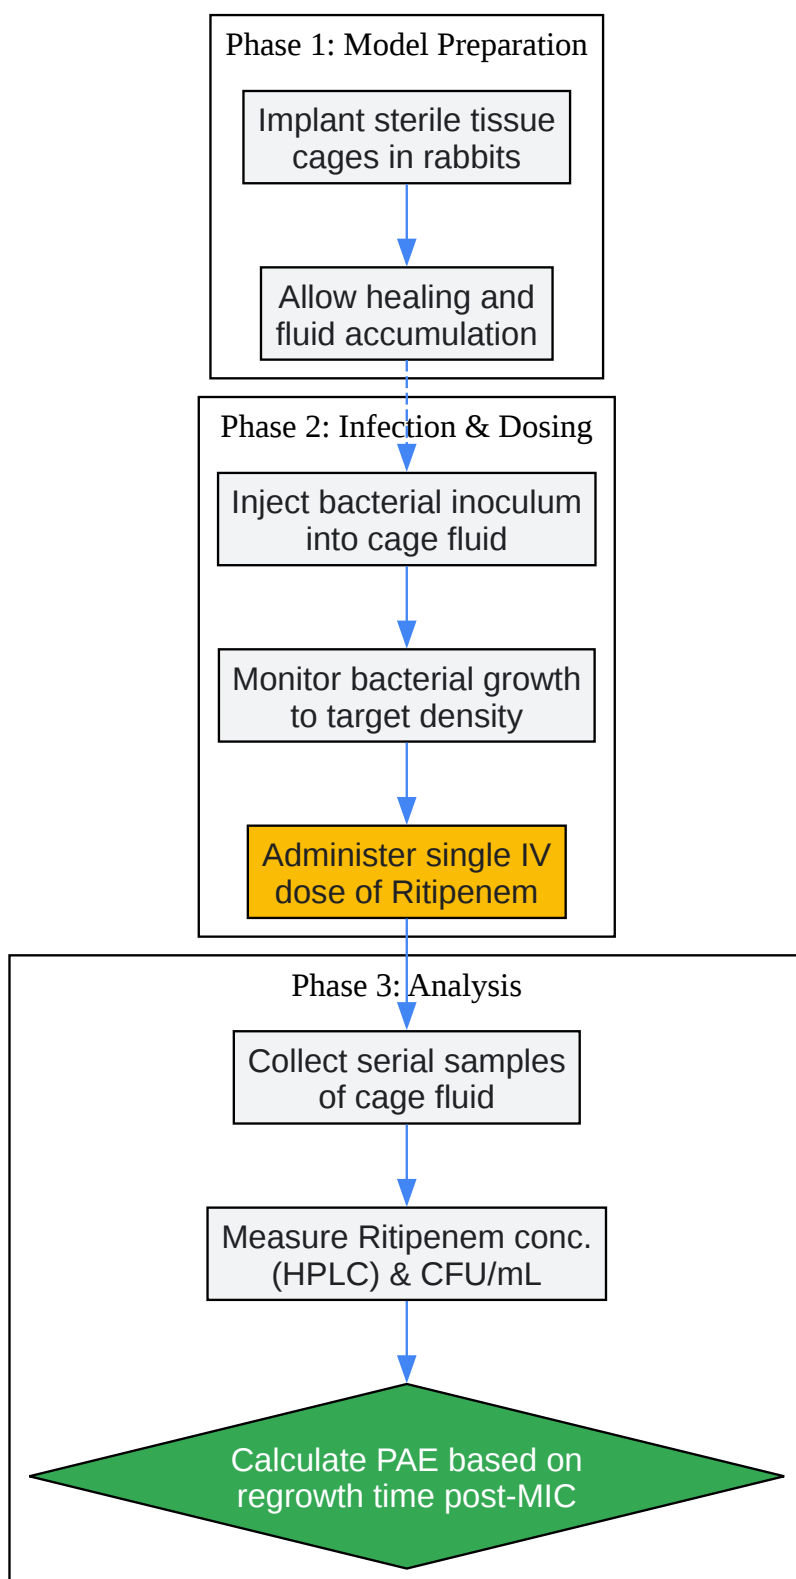 Phase 1: Model Preparation
Implant sterile tissue
cages in rabbits
Allow healing and
fluid accumulation
Phase 2: Infection & Dosing
Inject bacterial inoculum
into cage fluid
Monitor bacterial growth
to target density
Administer single IV
dose of Ritipenem
Phase 3: Analysis
Collect serial samples
of cage fluid
Measure Ritipenem conc.
(HPLC) & CFU/mL
Calculate PAE based on
regrowth time post-MIC